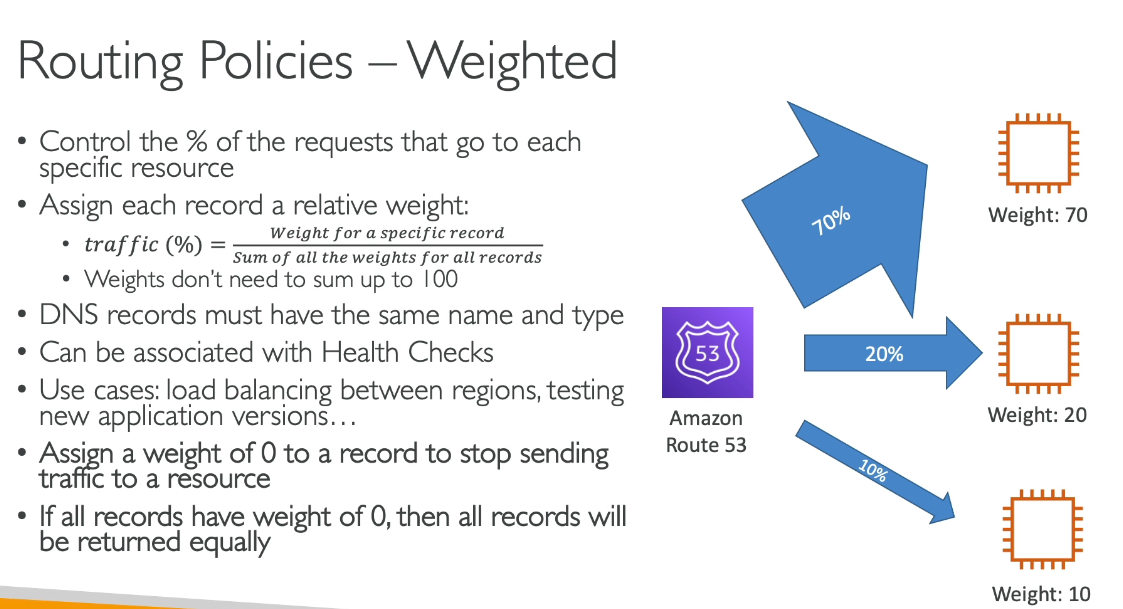 Routing Policies – Weighted
• Control the % of the requests that go to each
specific resource
• Assign each record a relative weight:
• traffic (%) = Weight for a specific record / Sum of all the weights for all records
• Weights don't need to sum up to 100
• DNS records must have the same name and type
• Can be associated with Health Checks
• Use cases: load balancing between regions, testing
new application versions…
• Assign a weight of 0 to a record to stop sending
traffic to a resource
• If all records have weight of 0, then all records will
be returned equally
53
Amazon
Route 53
70%
20%
10%
Weight: 70
Weight: 20
Weight: 10